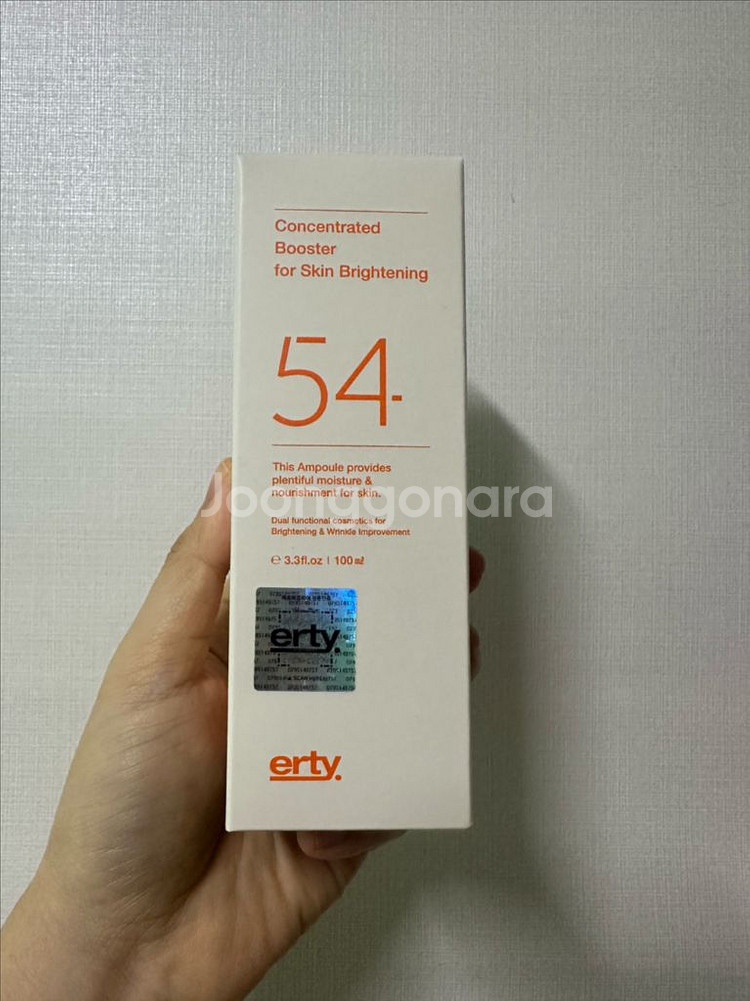 Concentrated
Booster
for Skin Brightening
54
This Ampoule provides
plentiful moisture &
nourishment for skin.
Joonggonara
Dual functional cosmetics for
Brightening & Wrinkle Improvement
℮ 3.3fl.oz | 100㎖
erty.
erty.